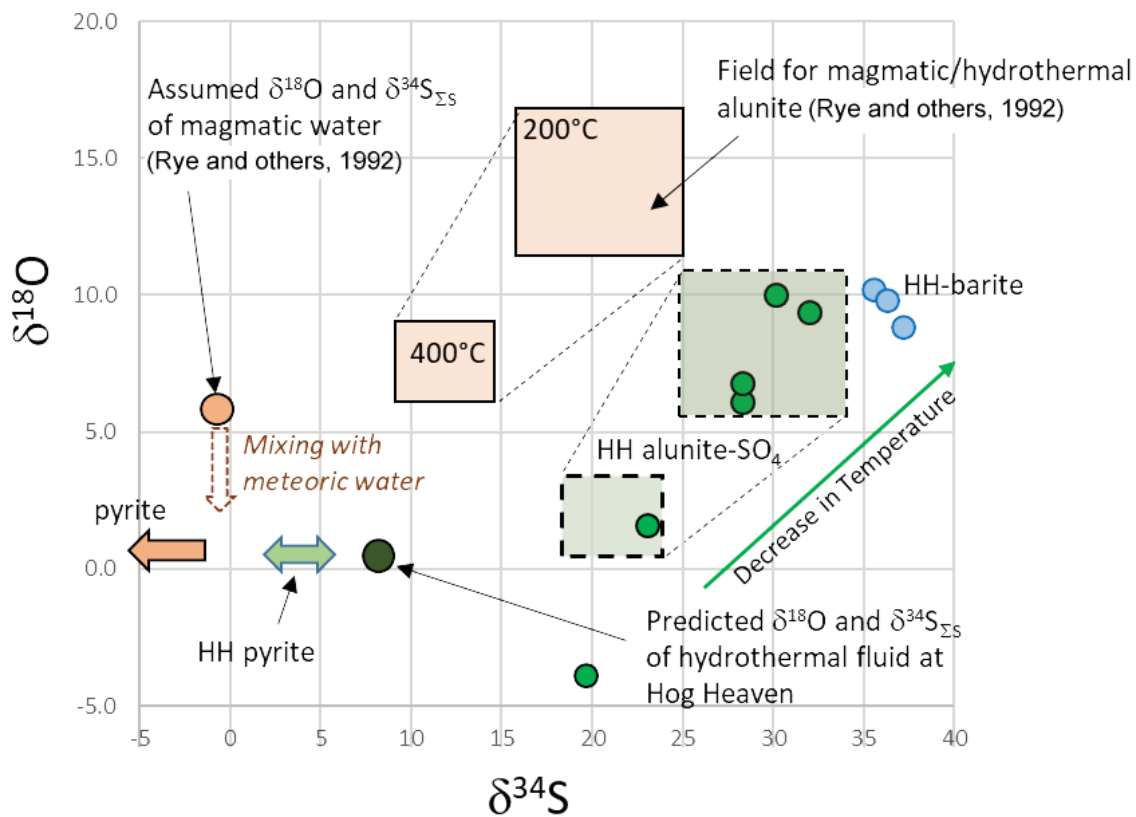 20.0
15.0
10.0
5.0
0.0
-5.0
δ¹⁸O
Assumed δ¹⁸O and δ³⁴S_ΣS
of magmatic water
(Rye and others, 1992)
Field for magmatic/hydrothermal
alunite (Rye and others, 1992)
200°C
400°C
HH-barite
Mixing with
meteoric water
HH alunite-SO₄
Decrease in Temperature
pyrite
HH pyrite
Predicted δ¹⁸O and δ³⁴S_ΣS
of hydrothermal fluid at
Hog Heaven
-5 0 5 10 15 20 25 30 35 40
δ³⁴S